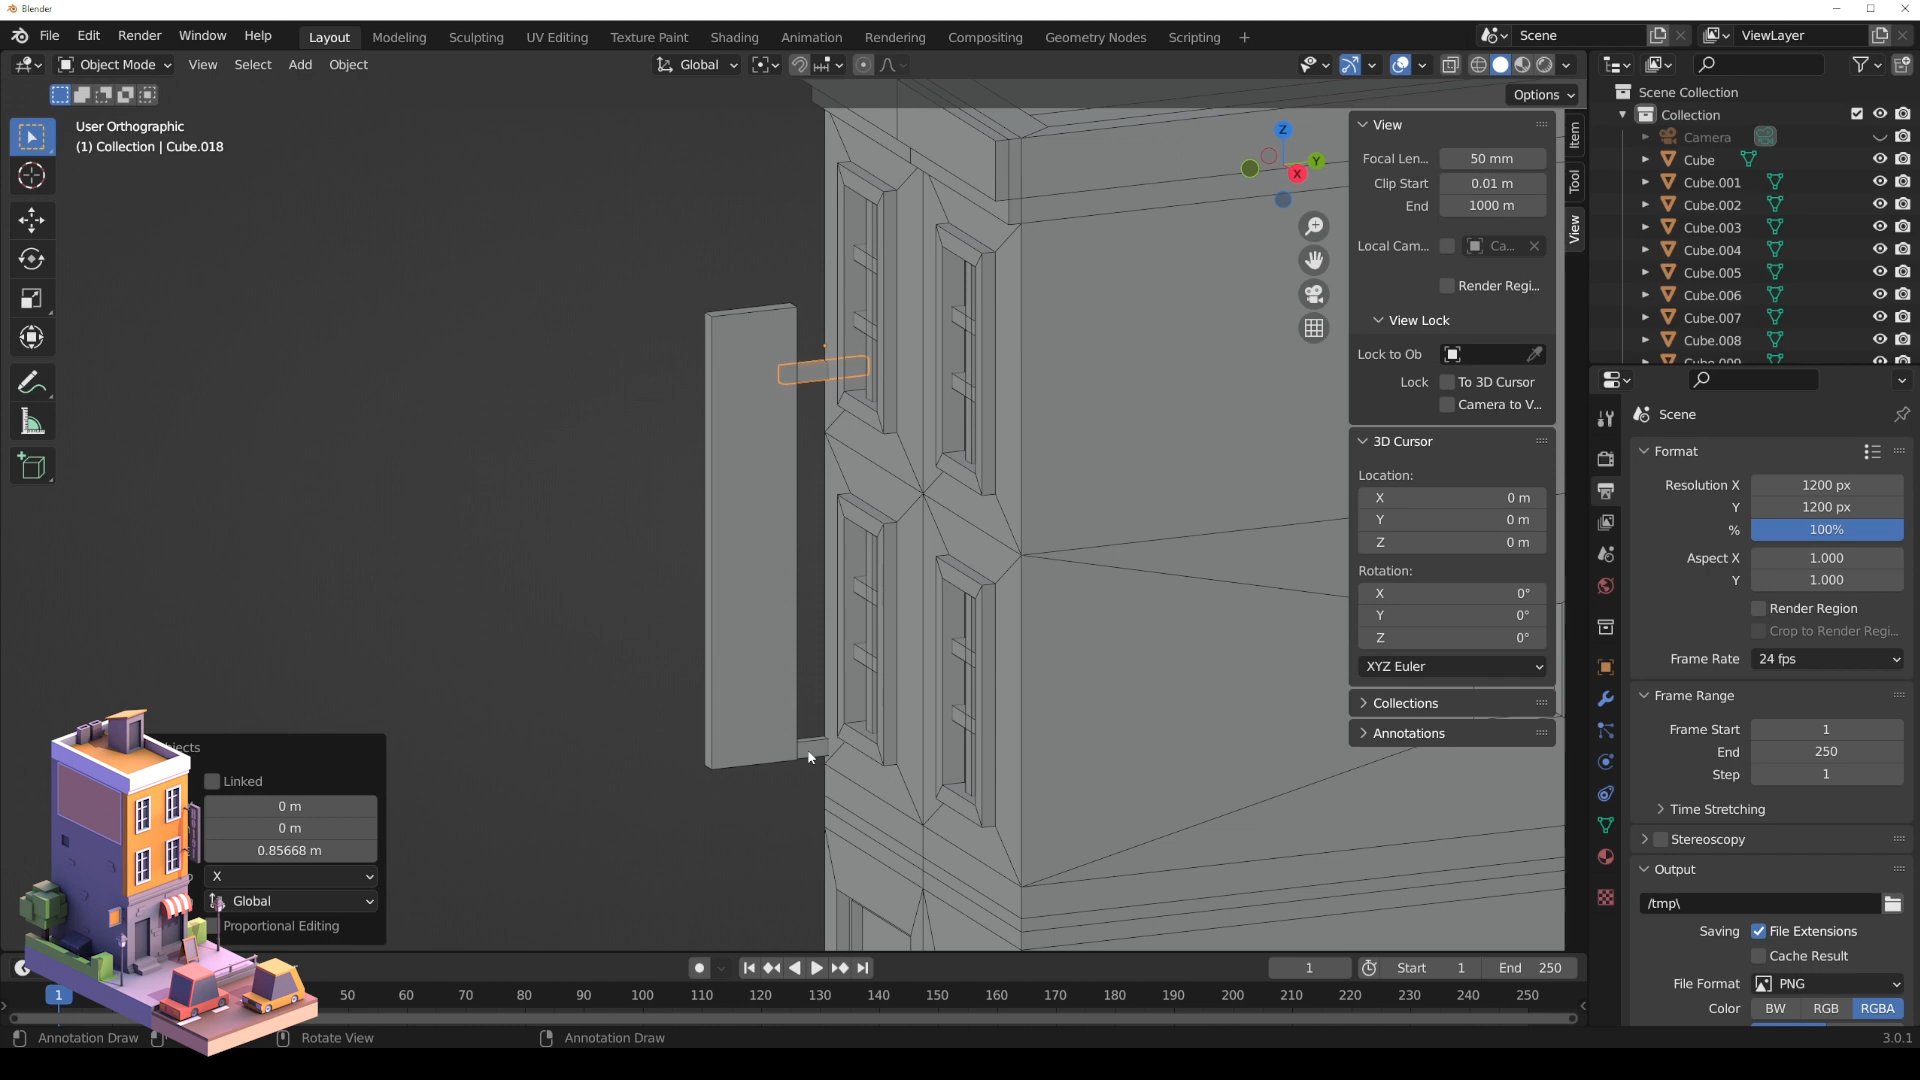 Blender
File Edit Render Window Help
Layout Modeling Sculpting UV Editing Texture Paint Shading Animation Rendering Compositing Geometry Nodes Scripting +
Scene
ViewLayer
Object Mode View Select Add Object
Global
Options
User Orthographic
(1) Collection | Cube.018
Z
Y
X
View
Focal Len... 50 mm
Clip Start 0.01 m
End 1000 m
Local Cam... Ca...
Render Regi...
View Lock
Lock to Ob
Lock To 3D Cursor
Camera to V...
3D Cursor
Location:
X 0 m
Y 0 m
Z 0 m
Rotation:
X 0°
Y 0°
Z 0°
XYZ Euler
Collections
Annotations
Item
Tool
View
Scene Collection
Collection
Camera
Cube
Cube.001
Cube.002
Cube.003
Cube.004
Cube.005
Cube.006
Cube.007
Cube.008
Cube.009
Scene
Format
Resolution X 1200 px
Y 1200 px
% 100%
Aspect X 1.000
Y 1.000
Render Region
Crop to Render Regi...
Frame Rate 24 fps
Frame Range
Frame Start 1
End 250
Step 1
Time Stretching
Stereoscopy
Output
/tmp\
Saving File Extensions
Cache Result
File Format PNG
Color BW RGB RGBA
Linked
0 m
0 m
0.85668 m
X
Global
Proportional Editing
1 Start 1 End 250
1 50 60 70 80 90 100 110 120 130 140 150 160 170 180 190 200 210 220 230 240 250
Annotation Draw Rotate View Annotation Draw
3.0.1